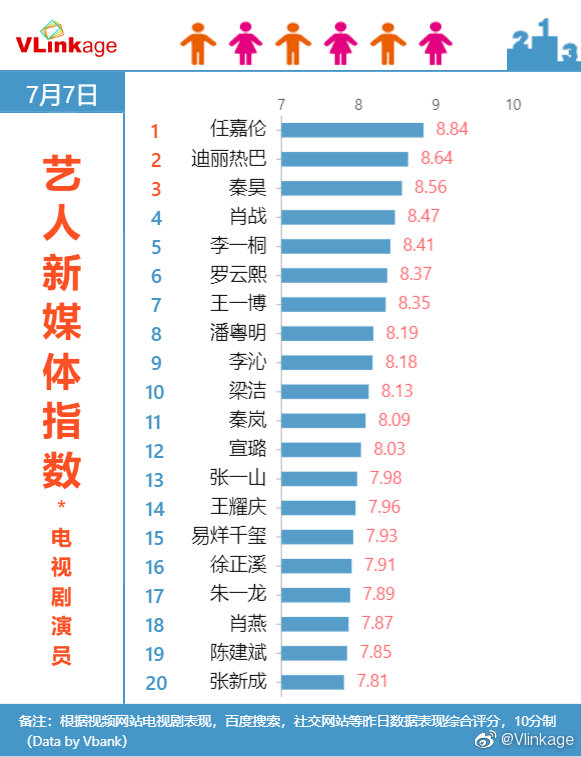 VLinkage
1
2
3
7月7日
艺人新媒体指数
*
电视剧演员
7 8 9 10
1 任嘉伦 8.84
2 迪丽热巴 8.64
3 秦昊 8.56
4 肖战 8.47
5 李一桐 8.41
6 罗云熙 8.37
7 王一博 8.35
8 潘粤明 8.19
9 李沁 8.18
10 梁洁 8.13
11 秦岚 8.09
12 宣璐 8.03
13 张一山 7.98
14 王耀庆 7.96
15 易烊千玺 7.93
16 徐正溪 7.91
17 朱一龙 7.89
18 肖燕 7.87
19 陈建斌 7.85
20 张新成 7.81
备注：根据视频网站电视剧表现，百度搜索，社交网站等昨日数据表现综合评分，10分制
（Data by Vbank）
@Vlinkage